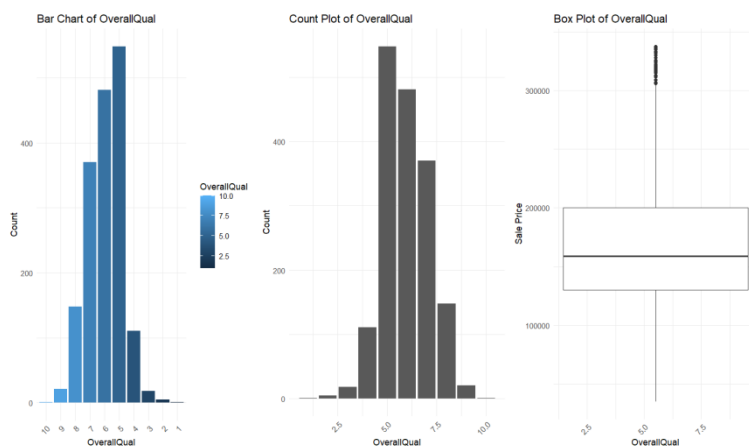 Bar Chart of OverallQual
400
200
0
Count
10 9 8 7 6 5 4 3 2 1
OverallQual
OverallQual
10.0
7.5
5.0
2.5
Count Plot of OverallQual
400
200
0
Count
2.5 5.0 7.5 10.0
OverallQual
Box Plot of OverallQual
300000
200000
100000
Sale Price
2.5 5.0 7.5
OverallQual